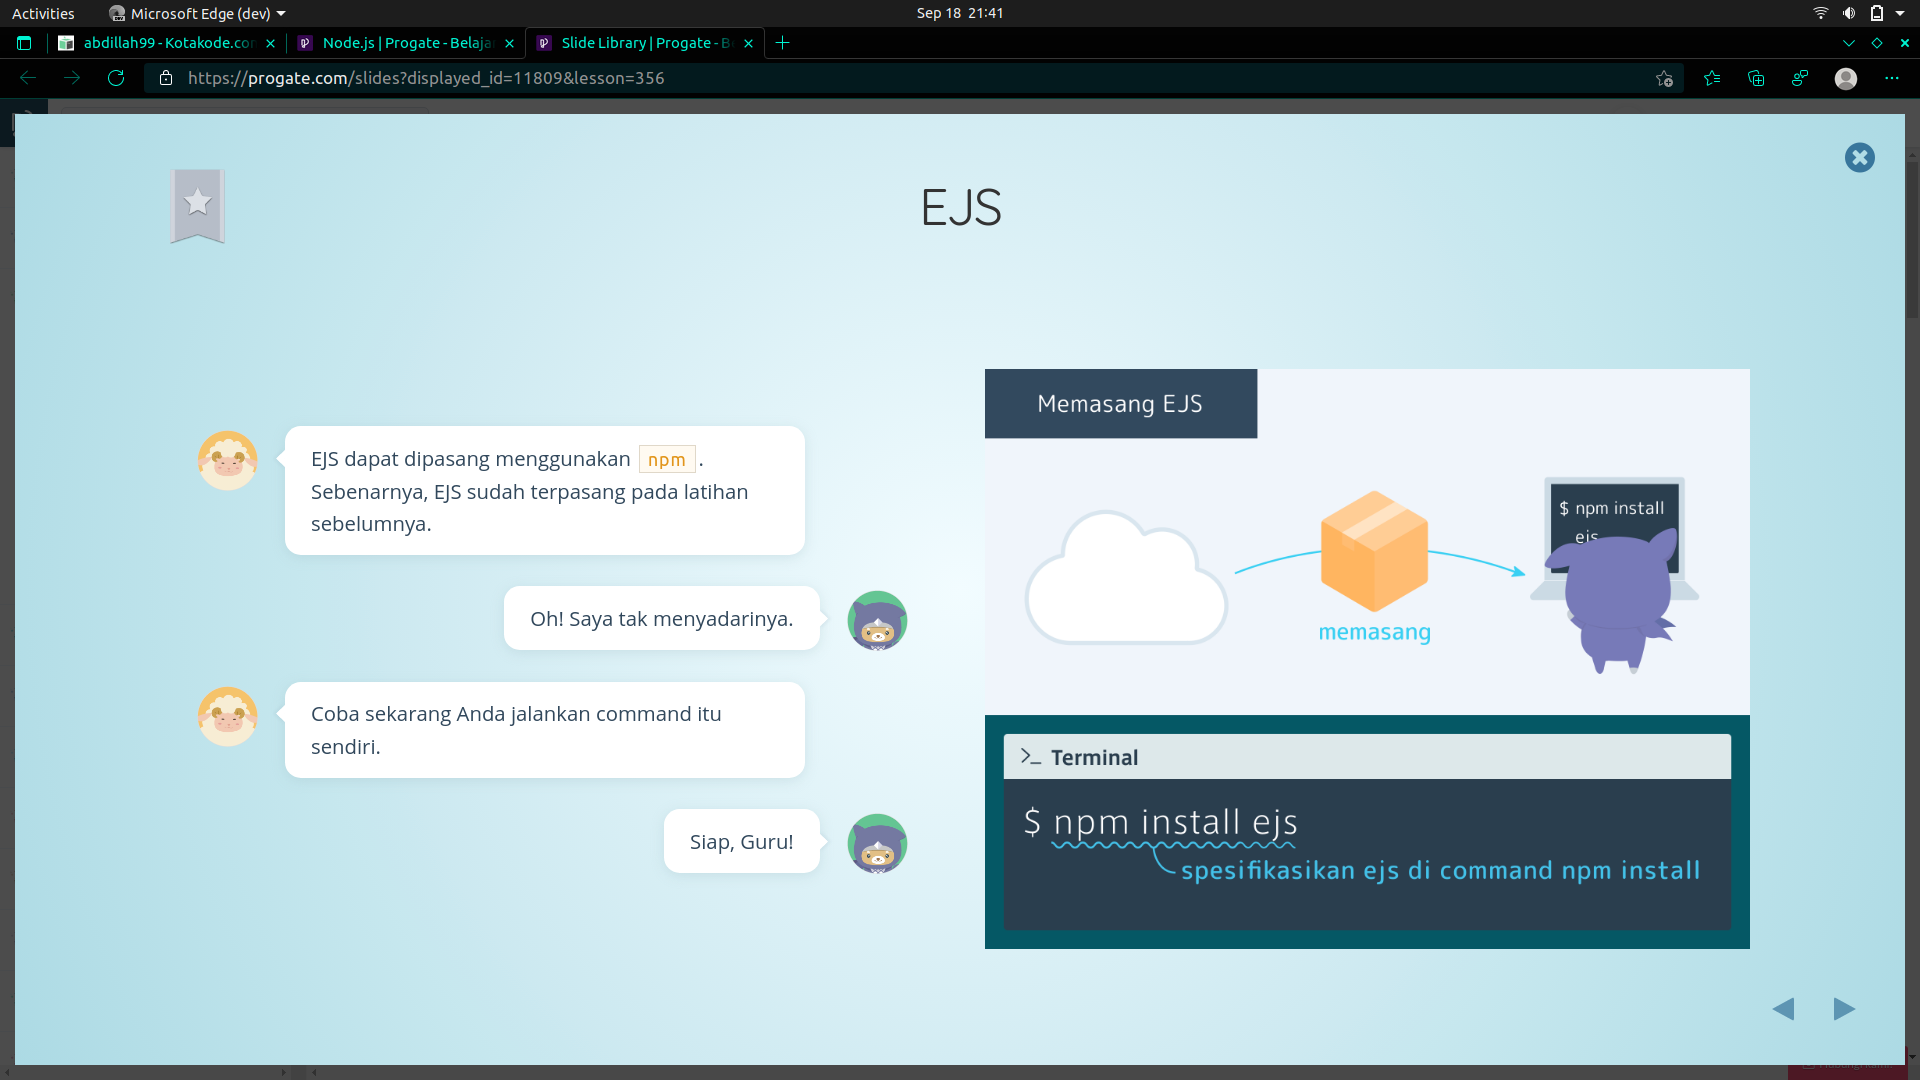 Activities
Microsoft Edge (dev)
Sep 18 21:41
abdillah99 - Kotakode.com
Node.js | Progate - Belaja
Slide Library | Progate - B
https://progate.com/slides?displayed_id=11809&lesson=356
EJS
EJS dapat dipasang menggunakan npm .
Sebenarnya, EJS sudah terpasang pada latihan
sebelumnya.
Oh! Saya tak menyadarinya.
Coba sekarang Anda jalankan command itu
sendiri.
Siap, Guru!
Memasang EJS
$ npm install
ejs
memasang
>_ Terminal
$ npm install ejs
spesifikasikan ejs di command npm install